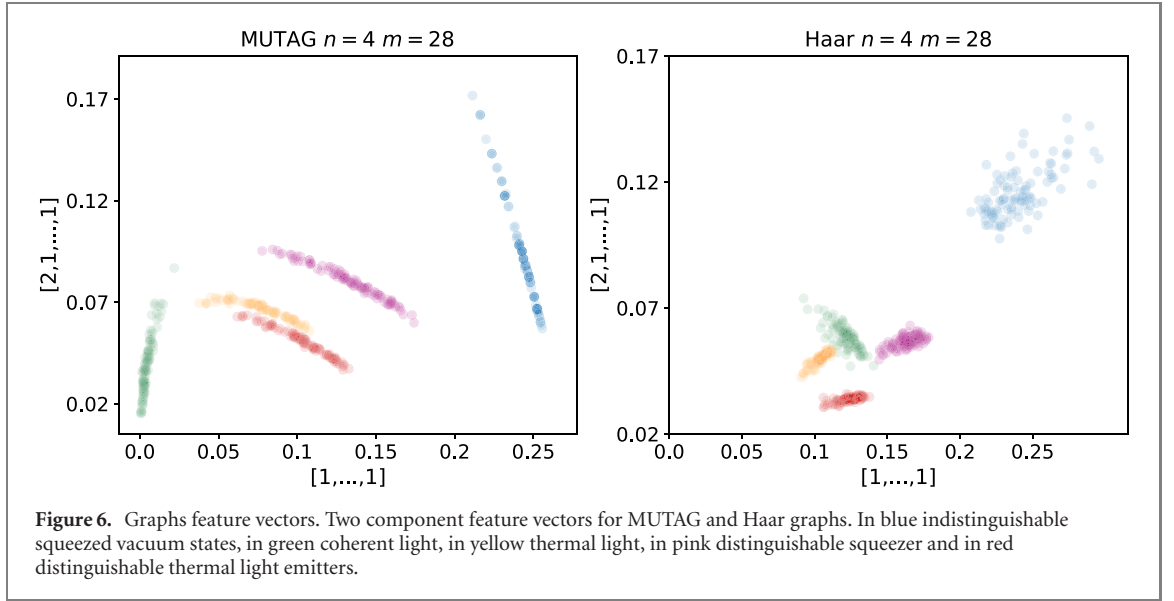 MUTAG n = 4 m = 28
0.17
0.12
0.07
0.02
[2,1,...,1]
0.0 0.05 0.1 0.15 0.2 0.25
[1,...,1]
Haar n = 4 m = 28
0.17
0.12
0.07
0.02
[2,1,...,1]
0.0 0.05 0.1 0.15 0.2 0.25
[1,...,1]
Figure 6. Graphs feature vectors. Two component feature vectors for MUTAG and Haar graphs. In blue indistinguishable
squeezed vacuum states, in green coherent light, in yellow thermal light, in pink distinguishable squeezer and in red
distinguishable thermal light emitters.